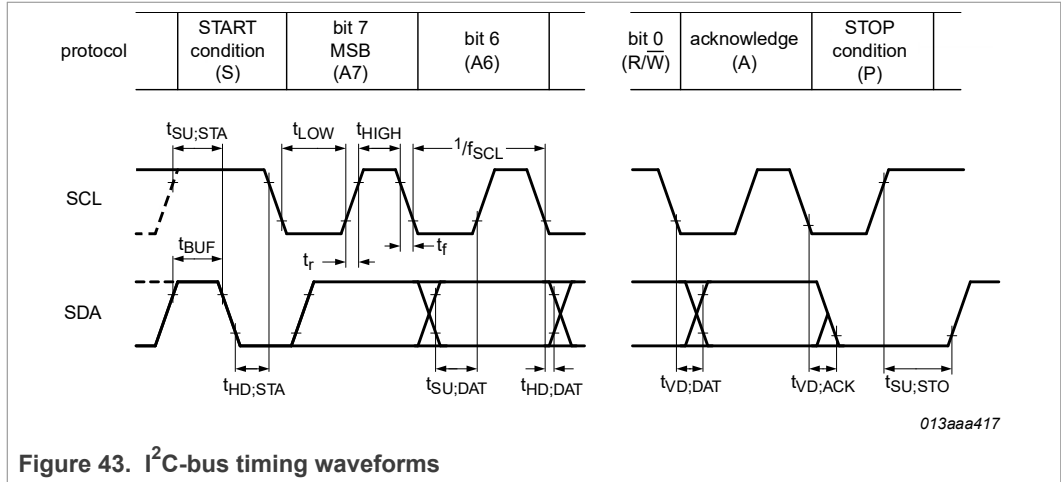 protocol
START
condition
(S)
bit 7
MSB
(A7)
bit 6
(A6)
bit 0
(R/W̅)
acknowledge
(A)
STOP
condition
(P)
tSU;STA
tLOW
tHIGH
1/fSCL
SCL
tBUF
tr
tf
SDA
tHD;STA
tSU;DAT
tHD;DAT
tVD;DAT
tVD;ACK
tSU;STO
013aaa417
Figure 43. I²C-bus timing waveforms